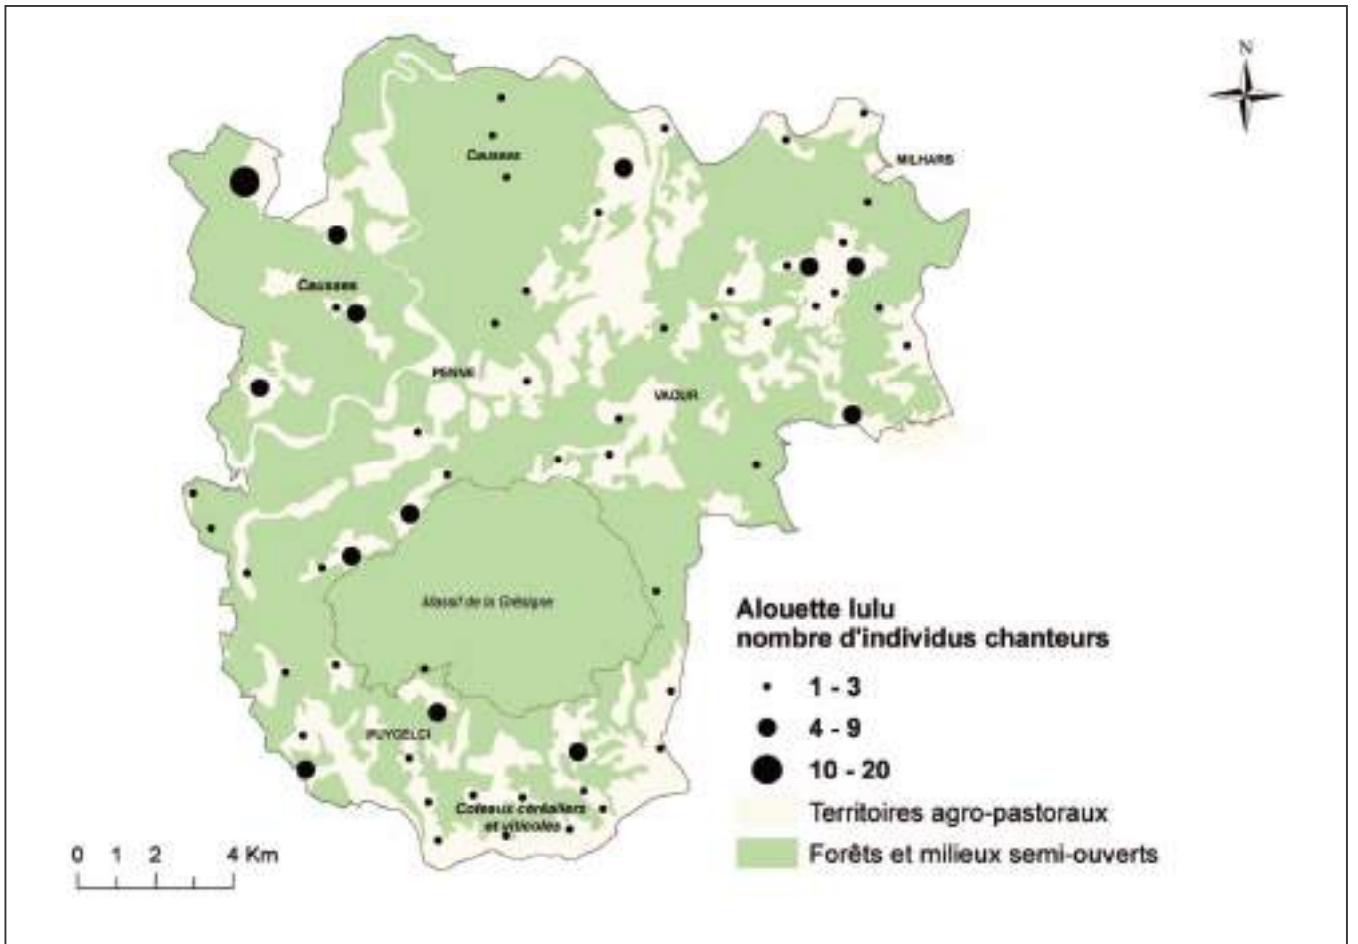 N
Causses
MILHARS
Causses
PENNE
VAOUR
Massif de la Grésigne
PUYGELCI
Coteaux céréaliers
et viticoles
Alouette lulu
nombre d'individus chanteurs
1 - 3
4 - 9
10 - 20
Territoires agro-pastoraux
Forêts et milieux semi-ouverts
0 1 2 4 Km